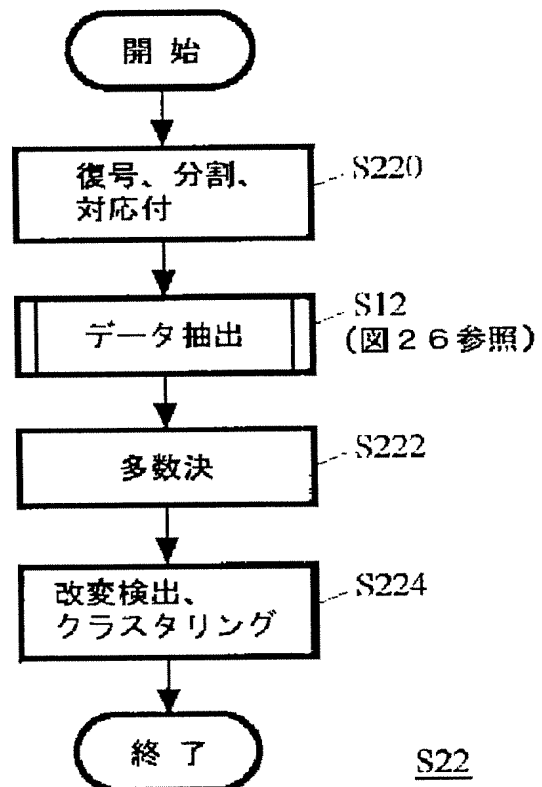 開始
復号、分割、
対応付
S220
データ抽出
S12
(図26参照)
多数決
S222
改変検出、
クラスタリング
S224
終了
S22